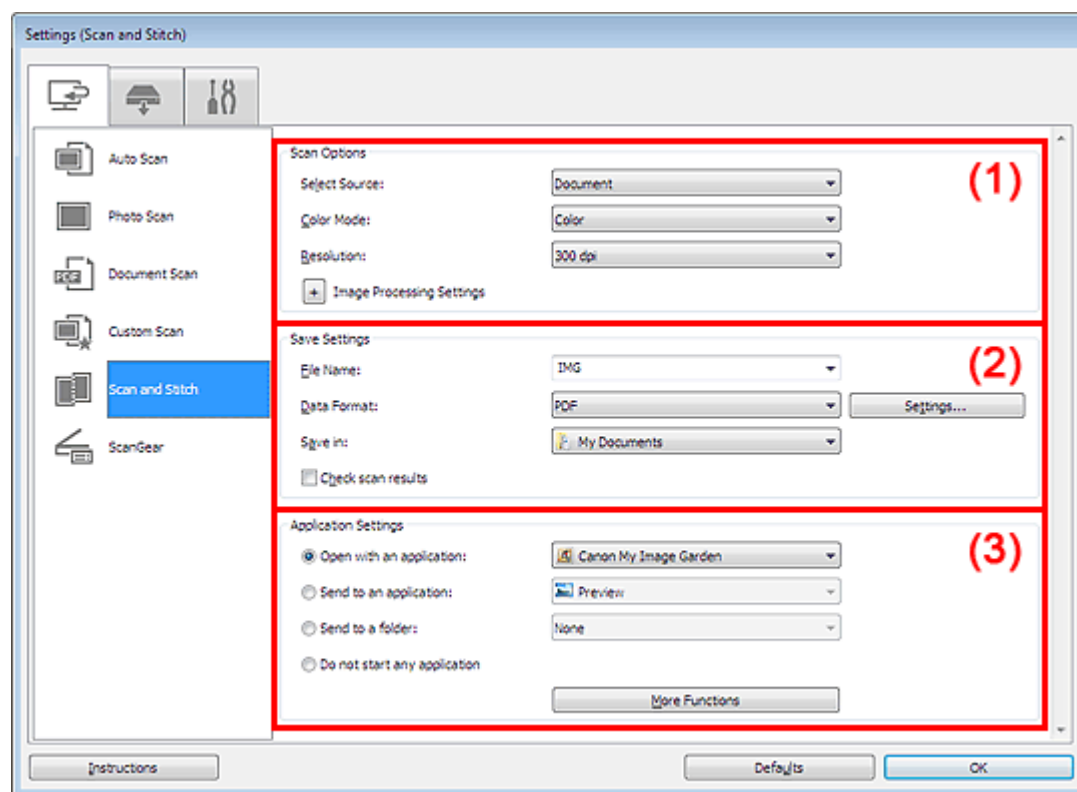 Settings (Scan and Stitch)
Auto Scan
Photo Scan
PDF
Document Scan
Custom Scan
Scan and Stitch
ScanGear
Scan Options
(1)
Select Source: Document
Color Mode: Color
Resolution: 300 dpi
+ Image Processing Settings
Save Settings
(2)
File Name: IMG
Data Format: PDF Settings...
Save in: My Documents
Check scan results
Application Settings
(3)
Open with an application: Canon My Image Garden
Send to an application: Preview
Send to a folder: None
Do not start any application
More Functions
Instructions Defaults OK